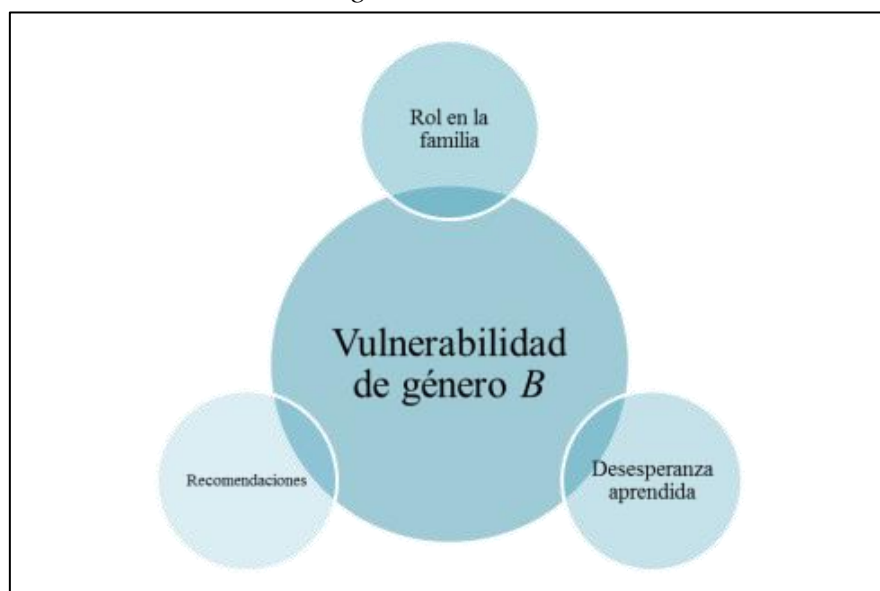 Rol en la
familia
Vulnerabilidad
de género B
Recomendaciones
Desesperanza
aprendida